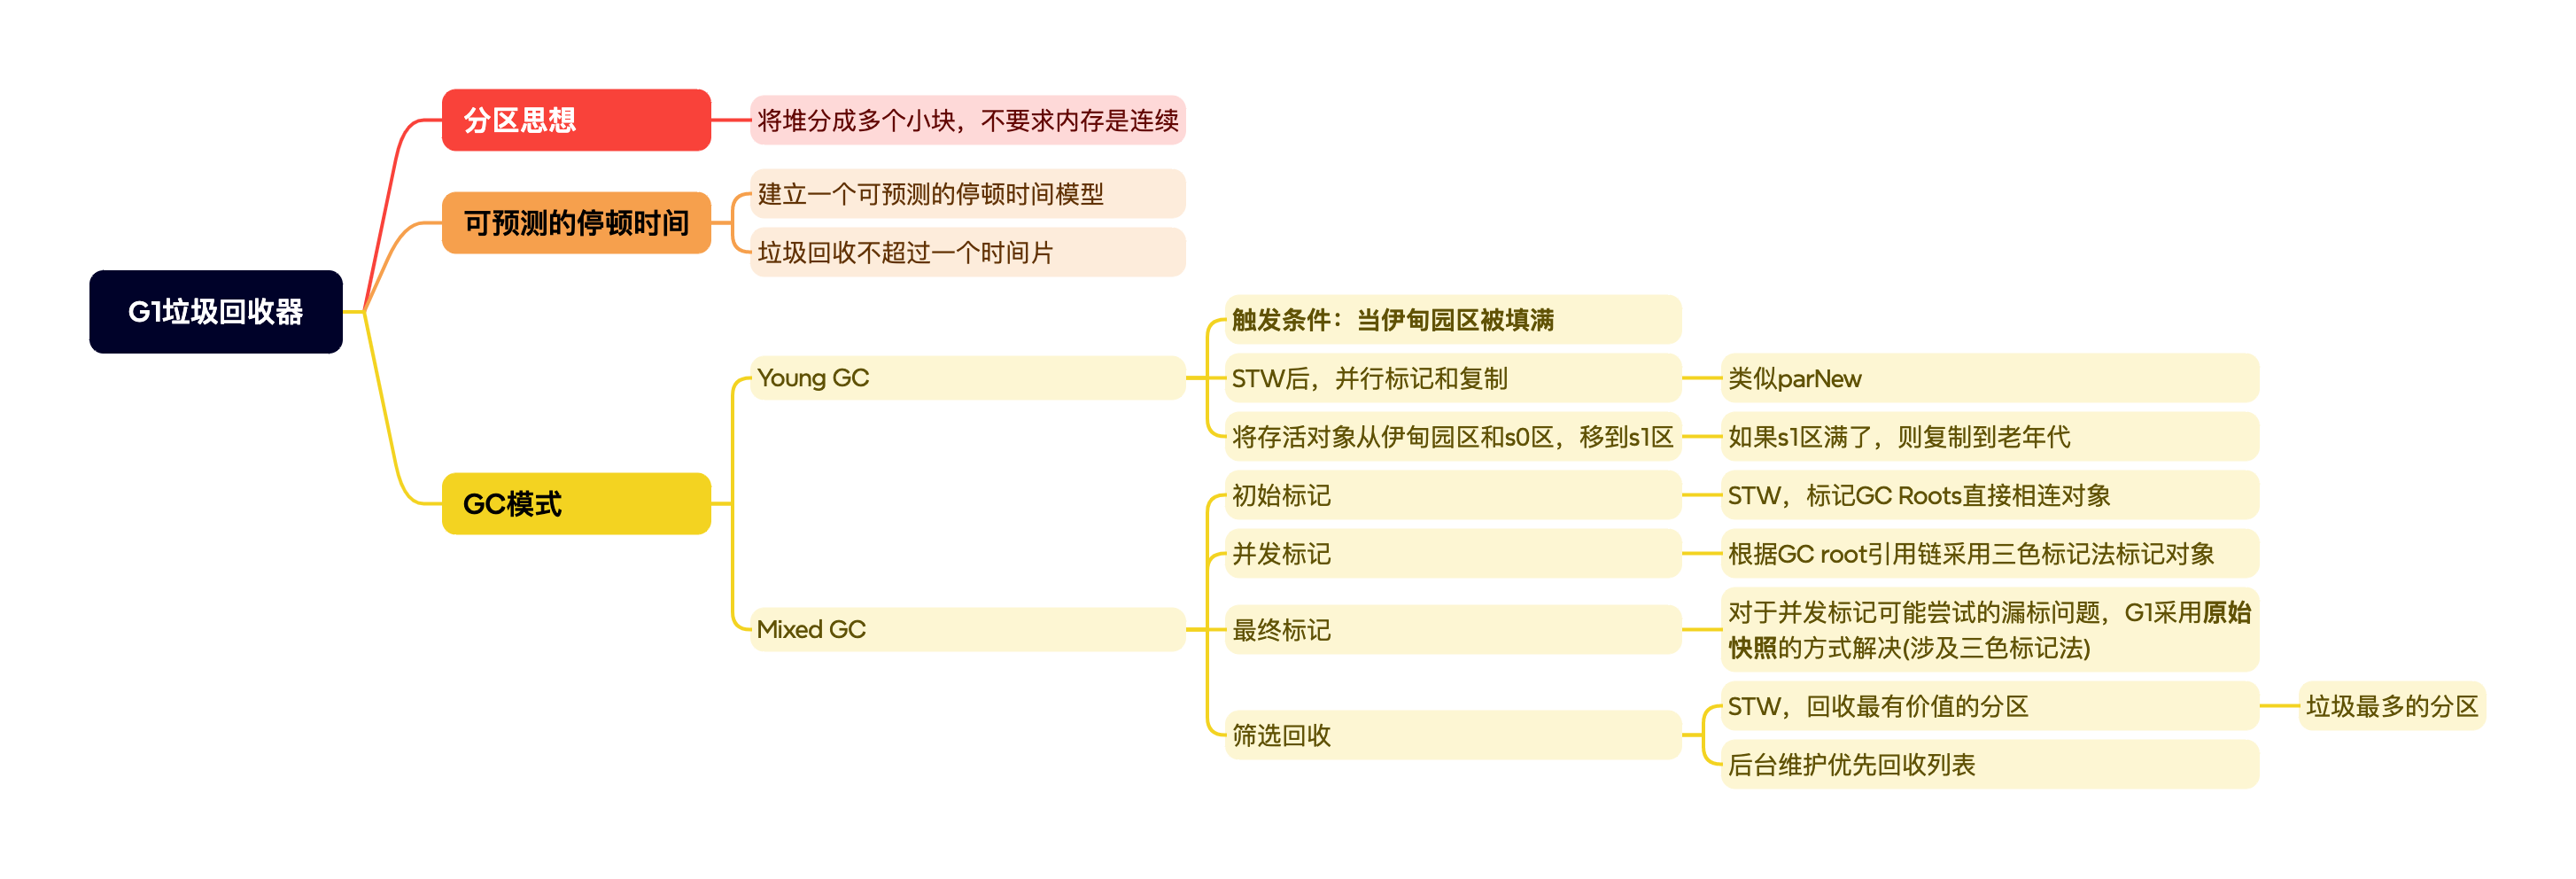 G1垃圾回收器
分区思想
将堆分成多个小块，不要求内存是连续
可预测的停顿时间
建立一个可预测的停顿时间模型
垃圾回收不超过一个时间片
GC模式
Young GC
触发条件：当伊甸园区被填满
STW后，并行标记和复制
类似parNew
将存活对象从伊甸园区和s0区，移到s1区
如果s1区满了，则复制到老年代
Mixed GC
初始标记
STW，标记GC Roots直接相连对象
并发标记
根据GC root引用链采用三色标记法标记对象
最终标记
对于并发标记可能尝试的漏标问题，G1采用原始
快照的方式解决(涉及三色标记法)
筛选回收
STW，回收最有价值的分区
垃圾最多的分区
后台维护优先回收列表